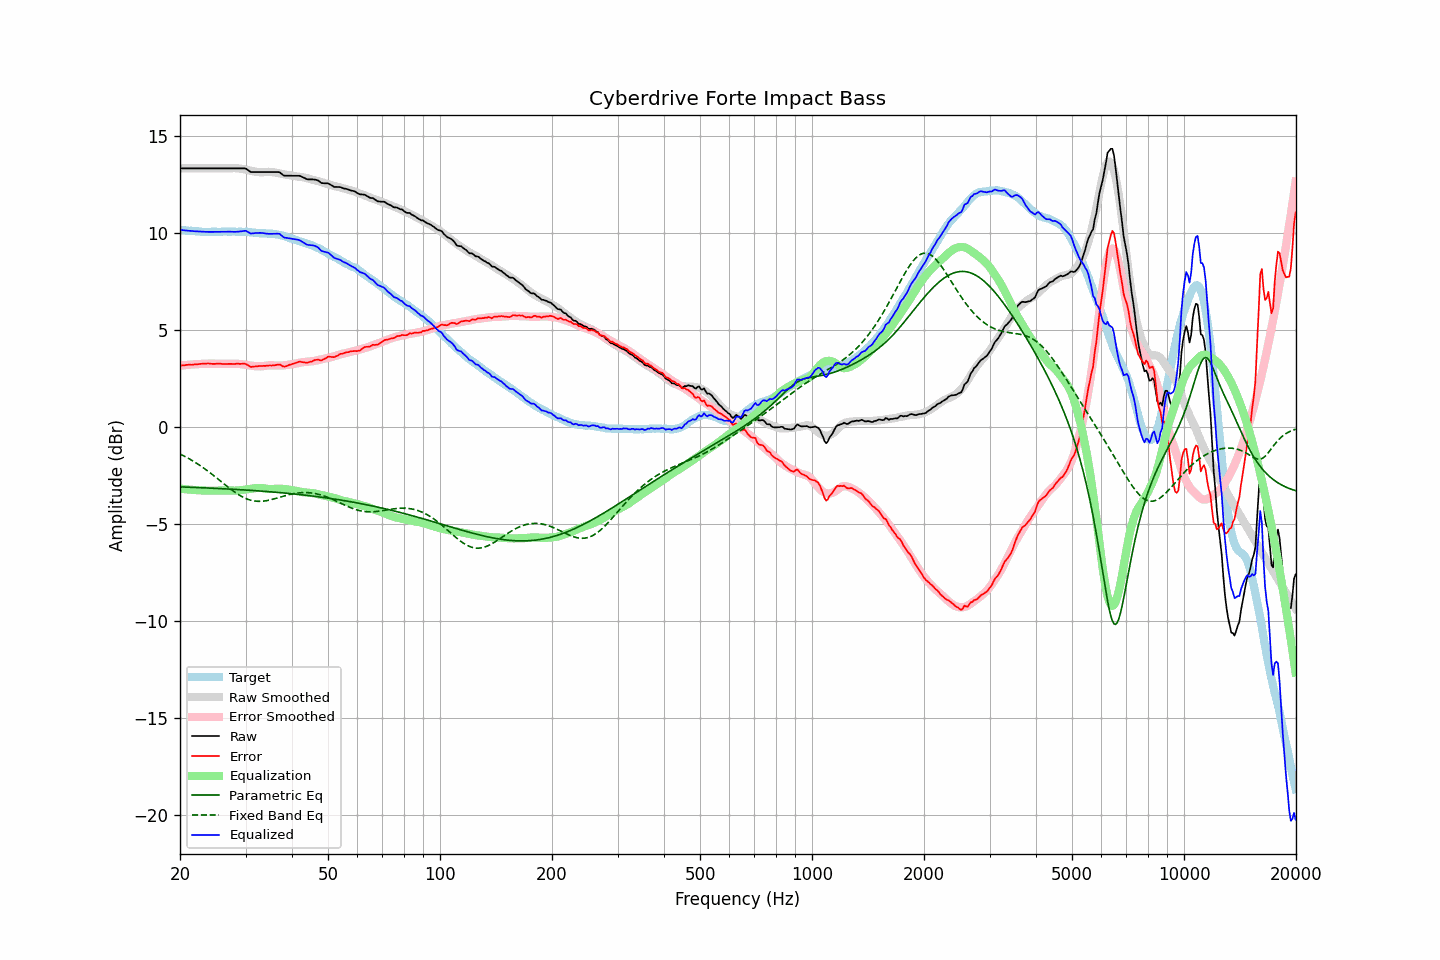 Cyberdrive Forte Impact Bass
15
10
5
0
−5
−10
−15
−20
Amplitude (dBr)
Target
Raw Smoothed
Error Smoothed
Raw
Error
Equalization
Parametric Eq
Fixed Band Eq
Equalized
20 50 100 200 500 1000 2000 5000 10000 20000
Frequency (Hz)